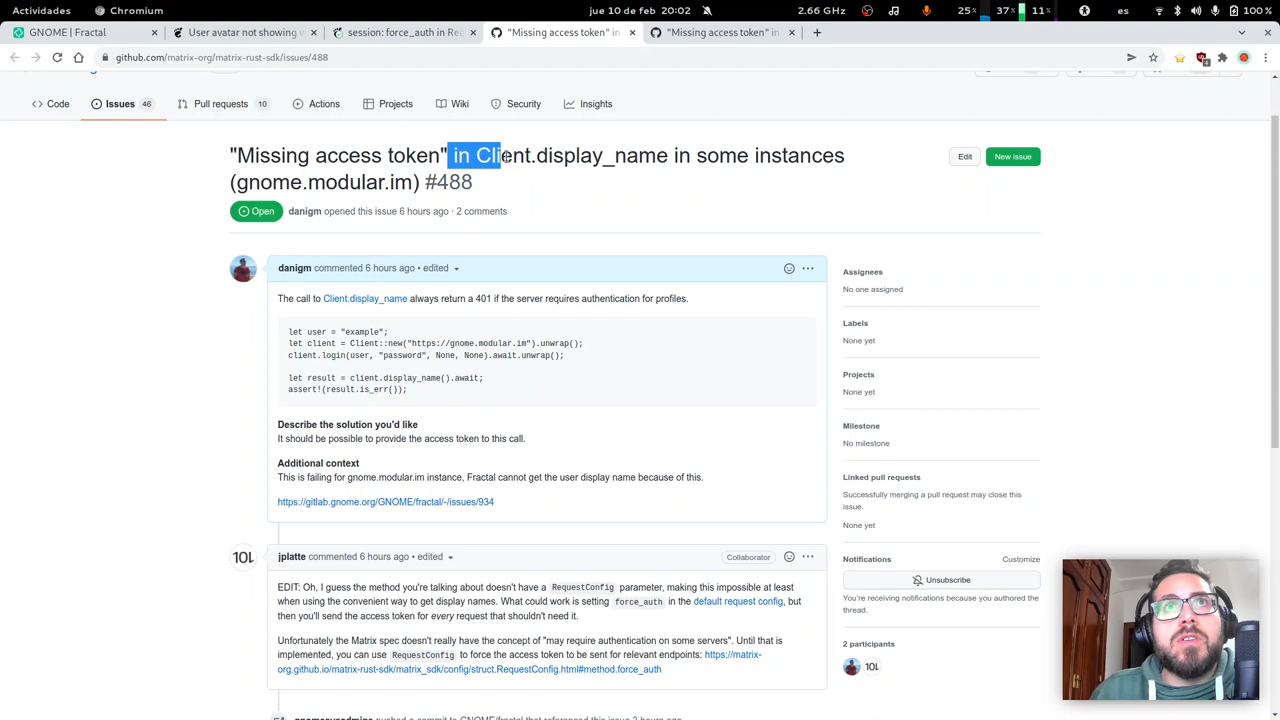 Actividades
Chromium
jue 10 de feb 20:02
2.66 GHz
25%
37%
11%
es
100 %
GNOME | Fractal
User avatar not showing w
session: force_auth in Req
"Missing access token" in
"Missing access token" in
github.com/matrix-org/matrix-rust-sdk/issues/488
4
Code
Issues 46
Pull requests 10
Actions
Projects
Wiki
Security
Insights
"Missing access token" in Client.display_name in some instances
(gnome.modular.im) #488
Edit
New issue
Open
danigm opened this issue 6 hours ago · 2 comments
danigm commented 6 hours ago • edited
The call to Client.display_name always return a 401 if the server requires authentication for profiles.
let user = "example";
let client = Client::new("https://gnome.modular.im").unwrap();
client.login(user, "password", None, None).await.unwrap();
let result = client.display_name().await;
assert!(result.is_err());
Describe the solution you'd like
It should be possible to provide the access token to this call.
Additional context
This is failing for gnome.modular.im instance, Fractal cannot get the user display name because of this.
https://gitlab.gnome.org/GNOME/fractal/-/issues/934
jplatte commented 6 hours ago • edited
Collaborator
EDIT: Oh, I guess the method you're talking about doesn't have a RequestConfig parameter, making this impossible at least
when using the convenient way to get display names. What could work is setting force_auth in the default request config, but
then you'll send the access token for every request that shouldn't need it.
Unfortunately the Matrix spec doesn't really have the concept of "may require authentication on some servers". Until that is
implemented, you can use RequestConfig to force the access token to be sent for relevant endpoints: https://matrix-
org.github.io/matrix-rust-sdk/matrix_sdk/config/struct.RequestConfig.html#method.force_auth
Assignees
No one assigned
Labels
None yet
Projects
None yet
Milestone
No milestone
Linked pull requests
Successfully merging a pull request may close this
issue.
None yet
Notifications
Customize
Unsubscribe
You're receiving notifications because you authored the
thread.
2 participants